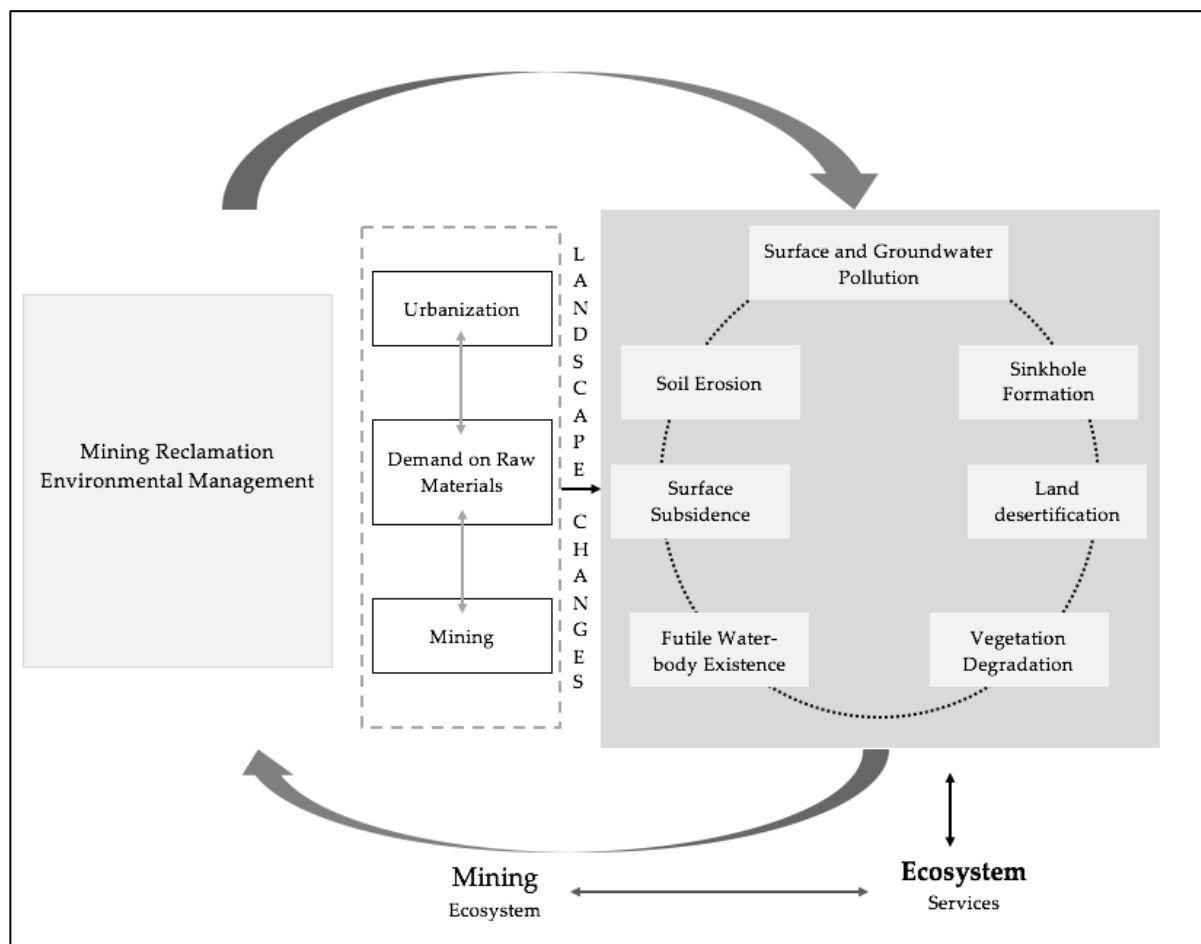 Mining Reclamation
Environmental Management
Urbanization
Demand on Raw
Materials
Mining
L
A
N
D
S
C
A
P
E
C
H
A
N
G
E
S
Surface and Groundwater
Pollution
Soil Erosion
Sinkhole
Formation
Surface
Subsidence
Land
desertification
Futile Water-
body Existence
Vegetation
Degradation
Mining
Ecosystem
Ecosystem
Services